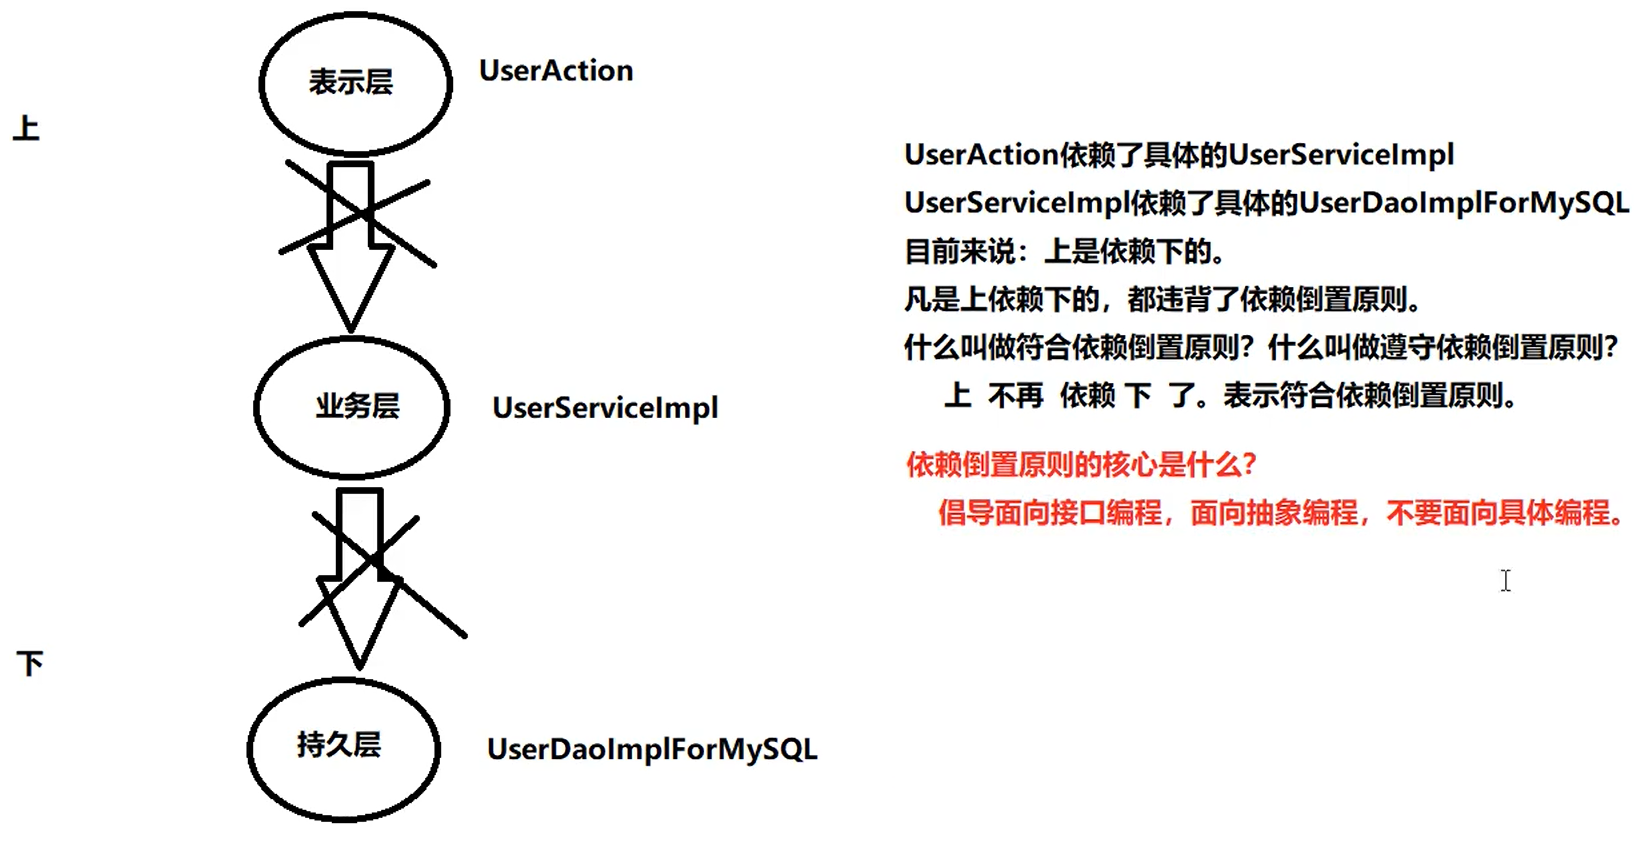 表示层
UserAction
上
UserAction依赖了具体的UserServiceImpl
UserServiceImpl依赖了具体的UserDaoImplForMySQL
目前来说：上是依赖下的。
凡是上依赖下的，都违背了依赖倒置原则。
什么叫做符合依赖倒置原则？什么叫做遵守依赖倒置原则？
上 不再 依赖 下 了。表示符合依赖倒置原则。
业务层
UserServiceImpl
依赖倒置原则的核心是什么？
倡导面向接口编程，面向抽象编程，不要面向具体编程。
下
持久层
UserDaoImplForMySQL